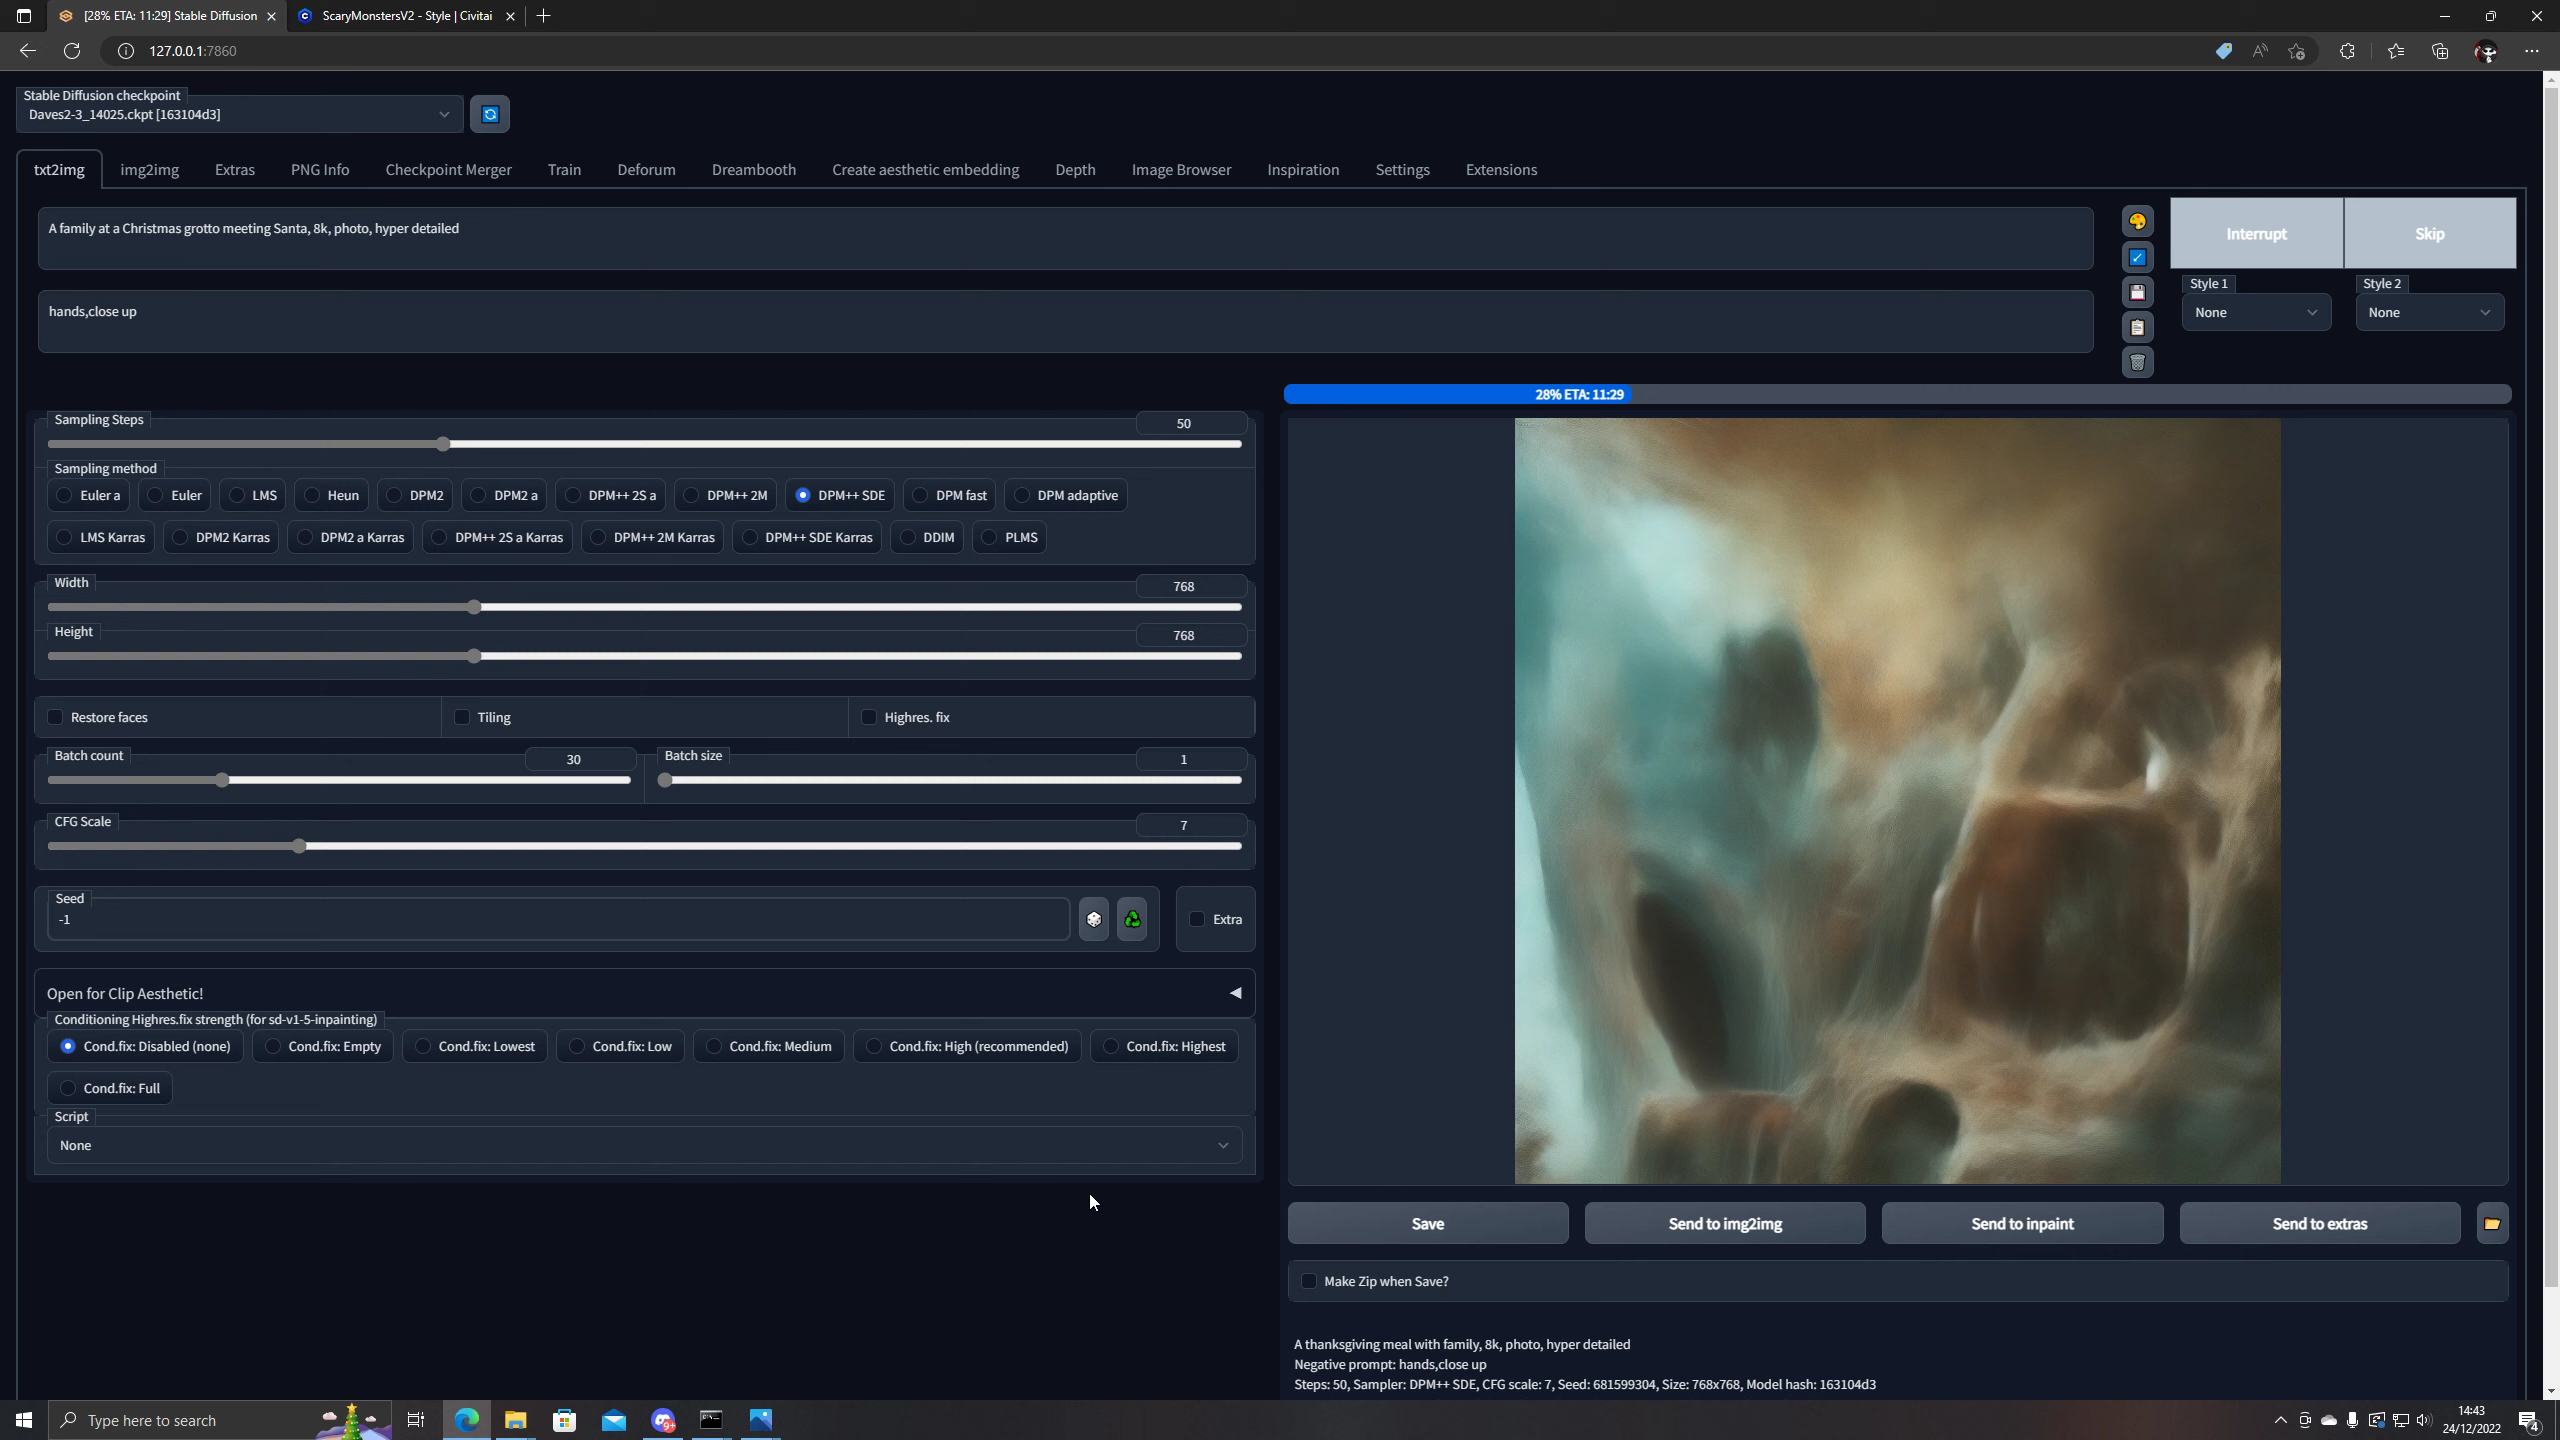 [28% ETA: 11:29] Stable Diffusion
ScaryMonstersV2 - Style | Civitai
127.0.0.1:7860
Stable Diffusion checkpoint
Daves2-3_14025.ckpt [163104d3]
txt2img img2img Extras PNG Info Checkpoint Merger Train Deforum Dreambooth Create aesthetic embedding Depth Image Browser Inspiration Settings Extensions
A family at a Christmas grotto meeting Santa, 8k, photo, hyper detailed
Interrupt Skip
Style 1 Style 2
None None
hands,close up
28% ETA: 11:29
Sampling Steps 50
Sampling method
Euler a Euler LMS Heun DPM2 DPM2 a DPM++ 2S a DPM++ 2M DPM++ SDE DPM fast DPM adaptive
LMS Karras DPM2 Karras DPM2 a Karras DPM++ 2S a Karras DPM++ 2M Karras DPM++ SDE Karras DDIM PLMS
Width 768
Height 768
Restore faces Tiling Highres. fix
Batch count 30 Batch size 1
CFG Scale 7
Seed
-1
Extra
Open for Clip Aesthetic!
Conditioning Highres.fix strength (for sd-v1-5-inpainting)
Cond.fix: Disabled (none) Cond.fix: Empty Cond.fix: Lowest Cond.fix: Low Cond.fix: Medium Cond.fix: High (recommended) Cond.fix: Highest
Cond.fix: Full
Script
None
Save Send to img2img Send to inpaint Send to extras
Make Zip when Save?
A thanksgiving meal with family, 8k, photo, hyper detailed
Negative prompt: hands,close up
Steps: 50, Sampler: DPM++ SDE, CFG scale: 7, Seed: 681599304, Size: 768x768, Model hash: 163104d3
Type here to search
9+
14:43
24/12/2022
4